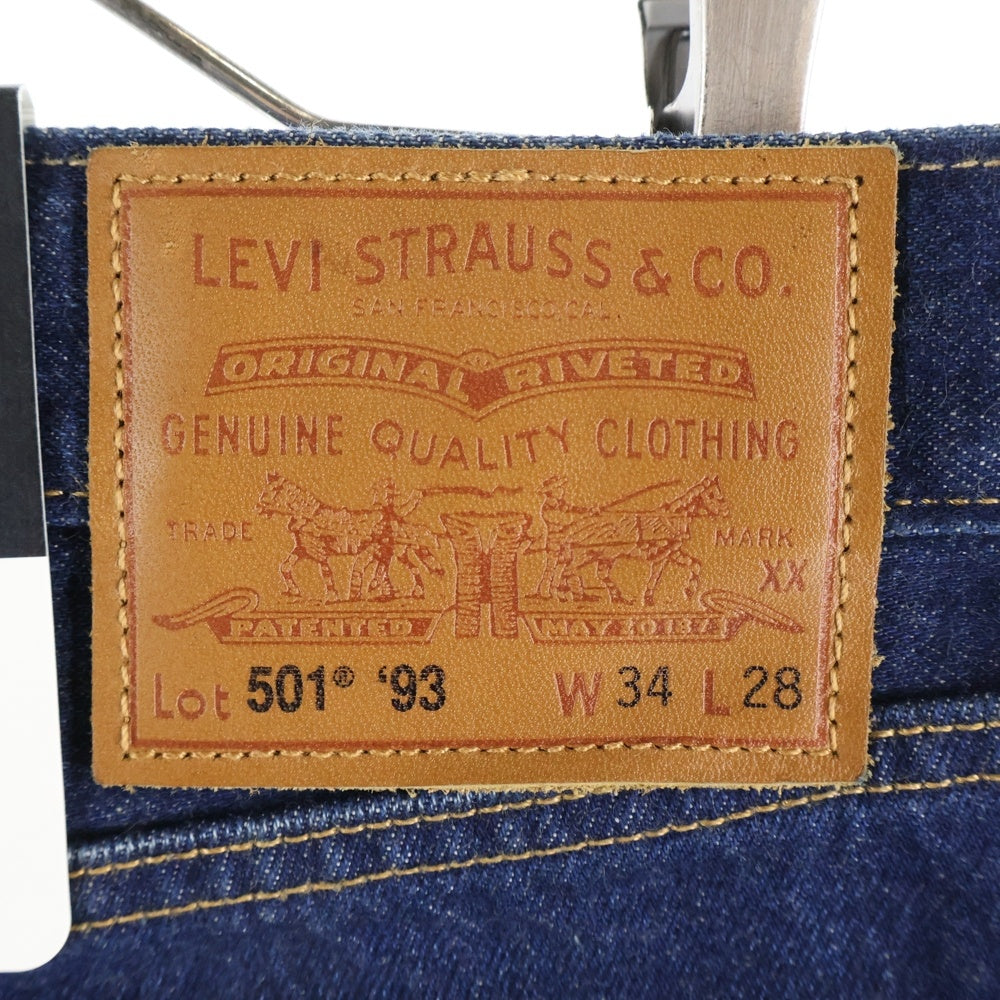 LEVI STRAUSS & CO.
SAN FRANCISCO CAL.
ORIGINAL RIVETED
GENUINE QUALITY CLOTHING
TRADE MARK
XX
PATENTED MAY 20 1873
Lot 501® '93 W 34 L 28